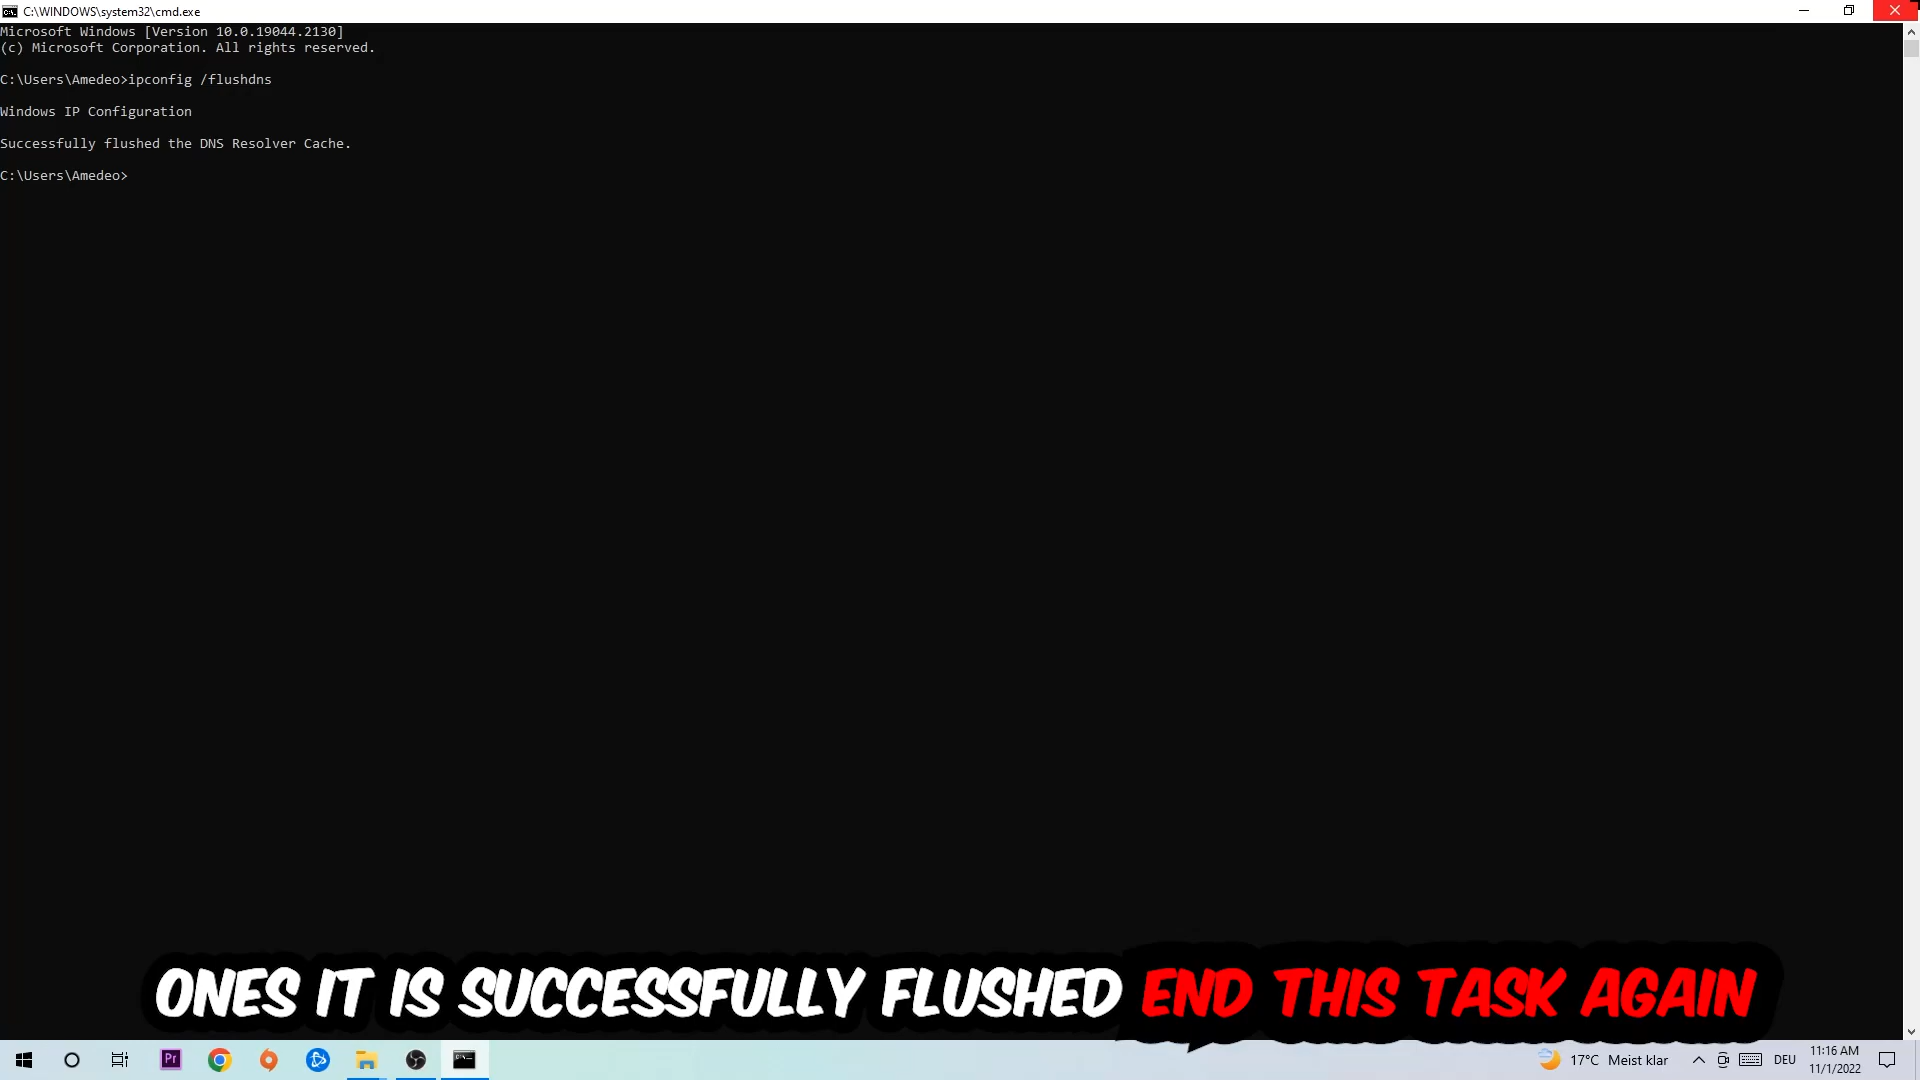 C:\WINDOWS\system32\cmd.exe
Microsoft Windows [Version 10.0.19044.2130]
(c) Microsoft Corporation. All rights reserved.
C:\Users\Amedeo>ipconfig /flushdns
Windows IP Configuration
Successfully flushed the DNS Resolver Cache.
C:\Users\Amedeo>
ONES IT IS SUCCESSFULLY FLUSHED END THIS TASK AGAIN
Pr
17°C Meist klar
DEU
11:16 AM
11/1/2022